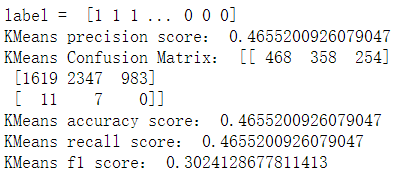 label =  [1 1 1 ... 0 0 0]
KMeans precision score:  0.4655200926079047
KMeans Confusion Matrix:  [[ 468  358  254]
 [1619 2347  983]
 [  11    7    0]]
KMeans accuracy score:  0.4655200926079047
KMeans recall score:  0.4655200926079047
KMeans f1 score:  0.3024128677811413